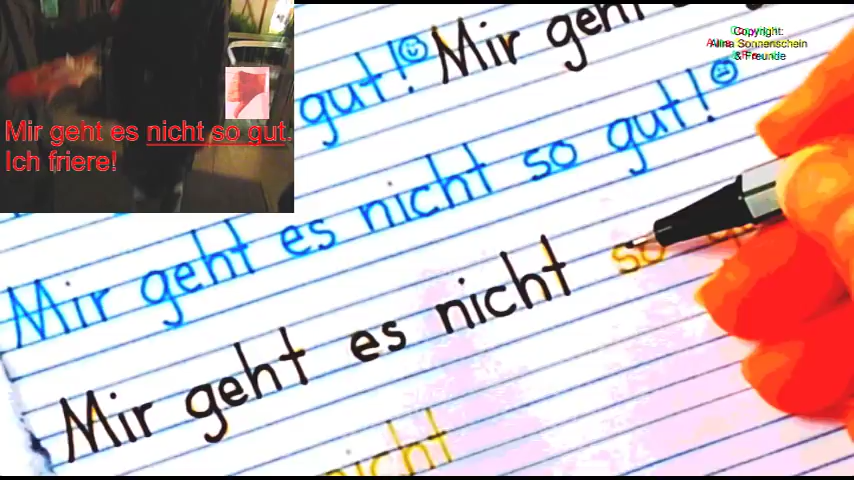 Copyright:
Alina Sonnenschein
& Freunde
Mir geht es nicht so gut.
Ich friere!
gut! Mir geht
Mir geht es nicht so gut!
Mir geht es nicht so
nicht